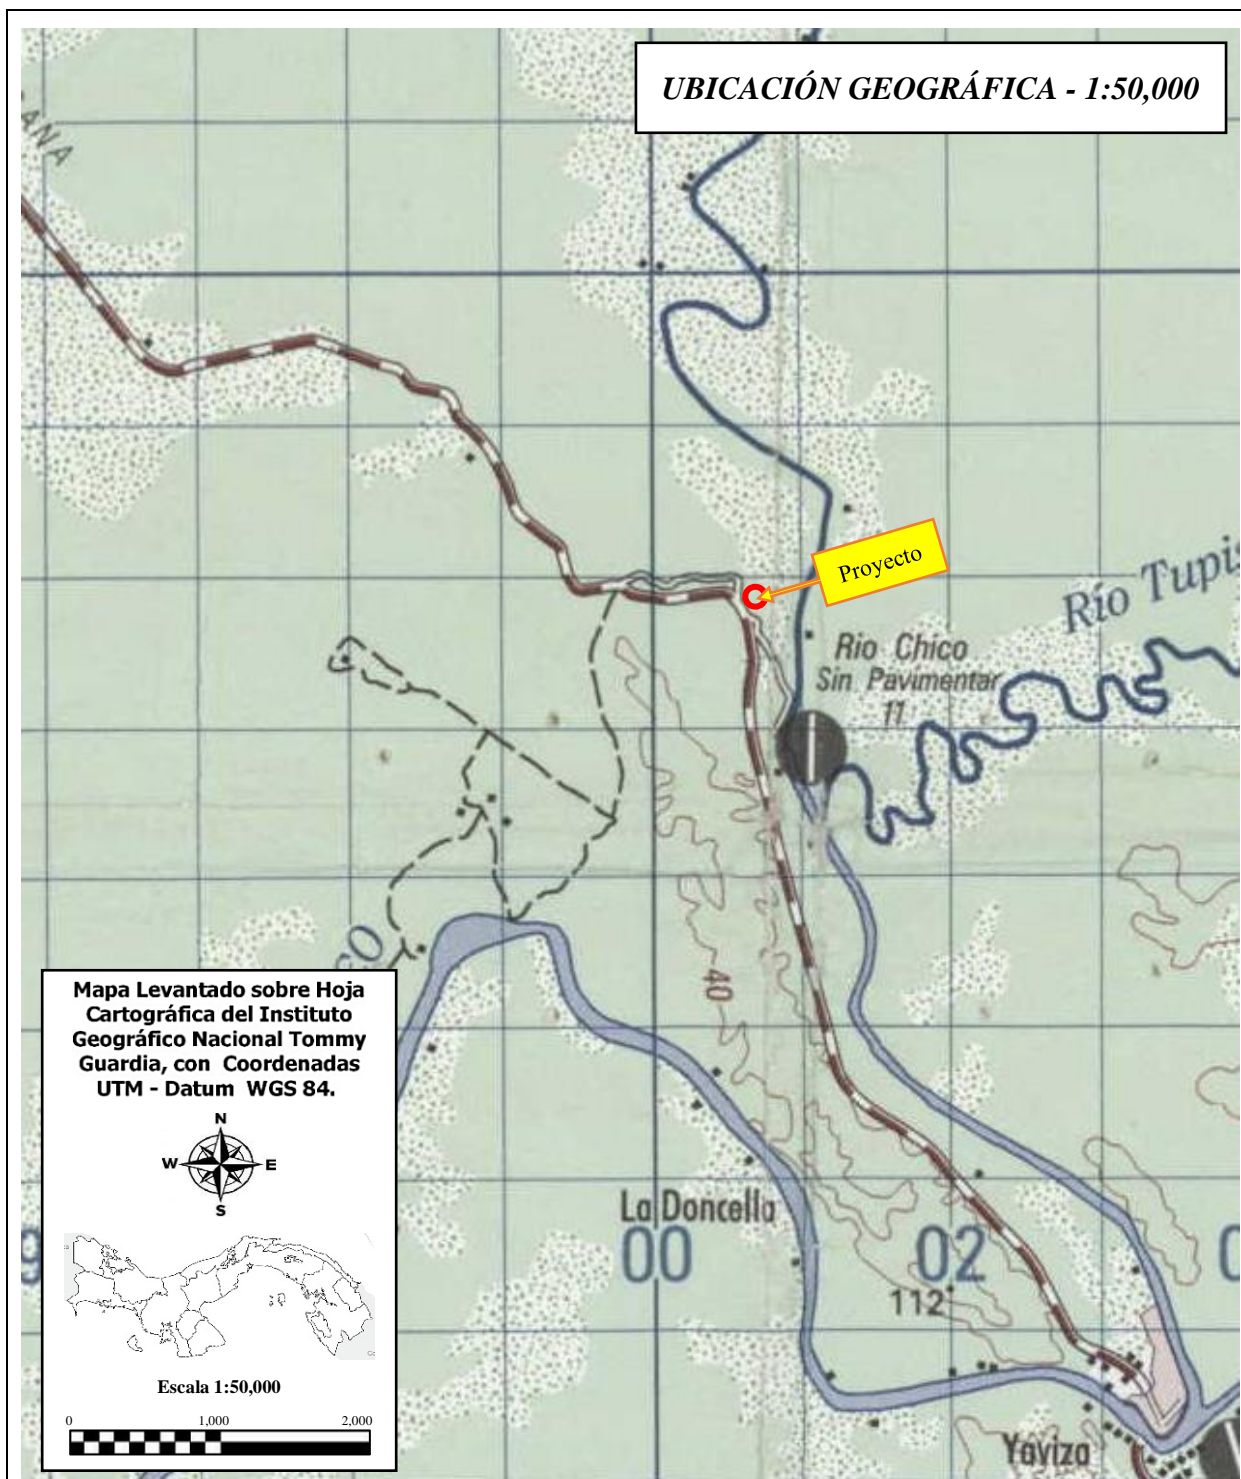 UBICACIÓN GEOGRÁFICA - 1:50,000
ANA
Proyecto
Río Tupis
Rio Chico
Sin Pavimentar
11
40
La Doncella
00
02
0
112
Yaviza
Mapa Levantado sobre Hoja
Cartográfica del Instituto
Geográfico Nacional Tommy
Guardia, con Coordenadas
UTM - Datum WGS 84.
N
W
E
S
Escala 1:50,000
0 1,000 2,000